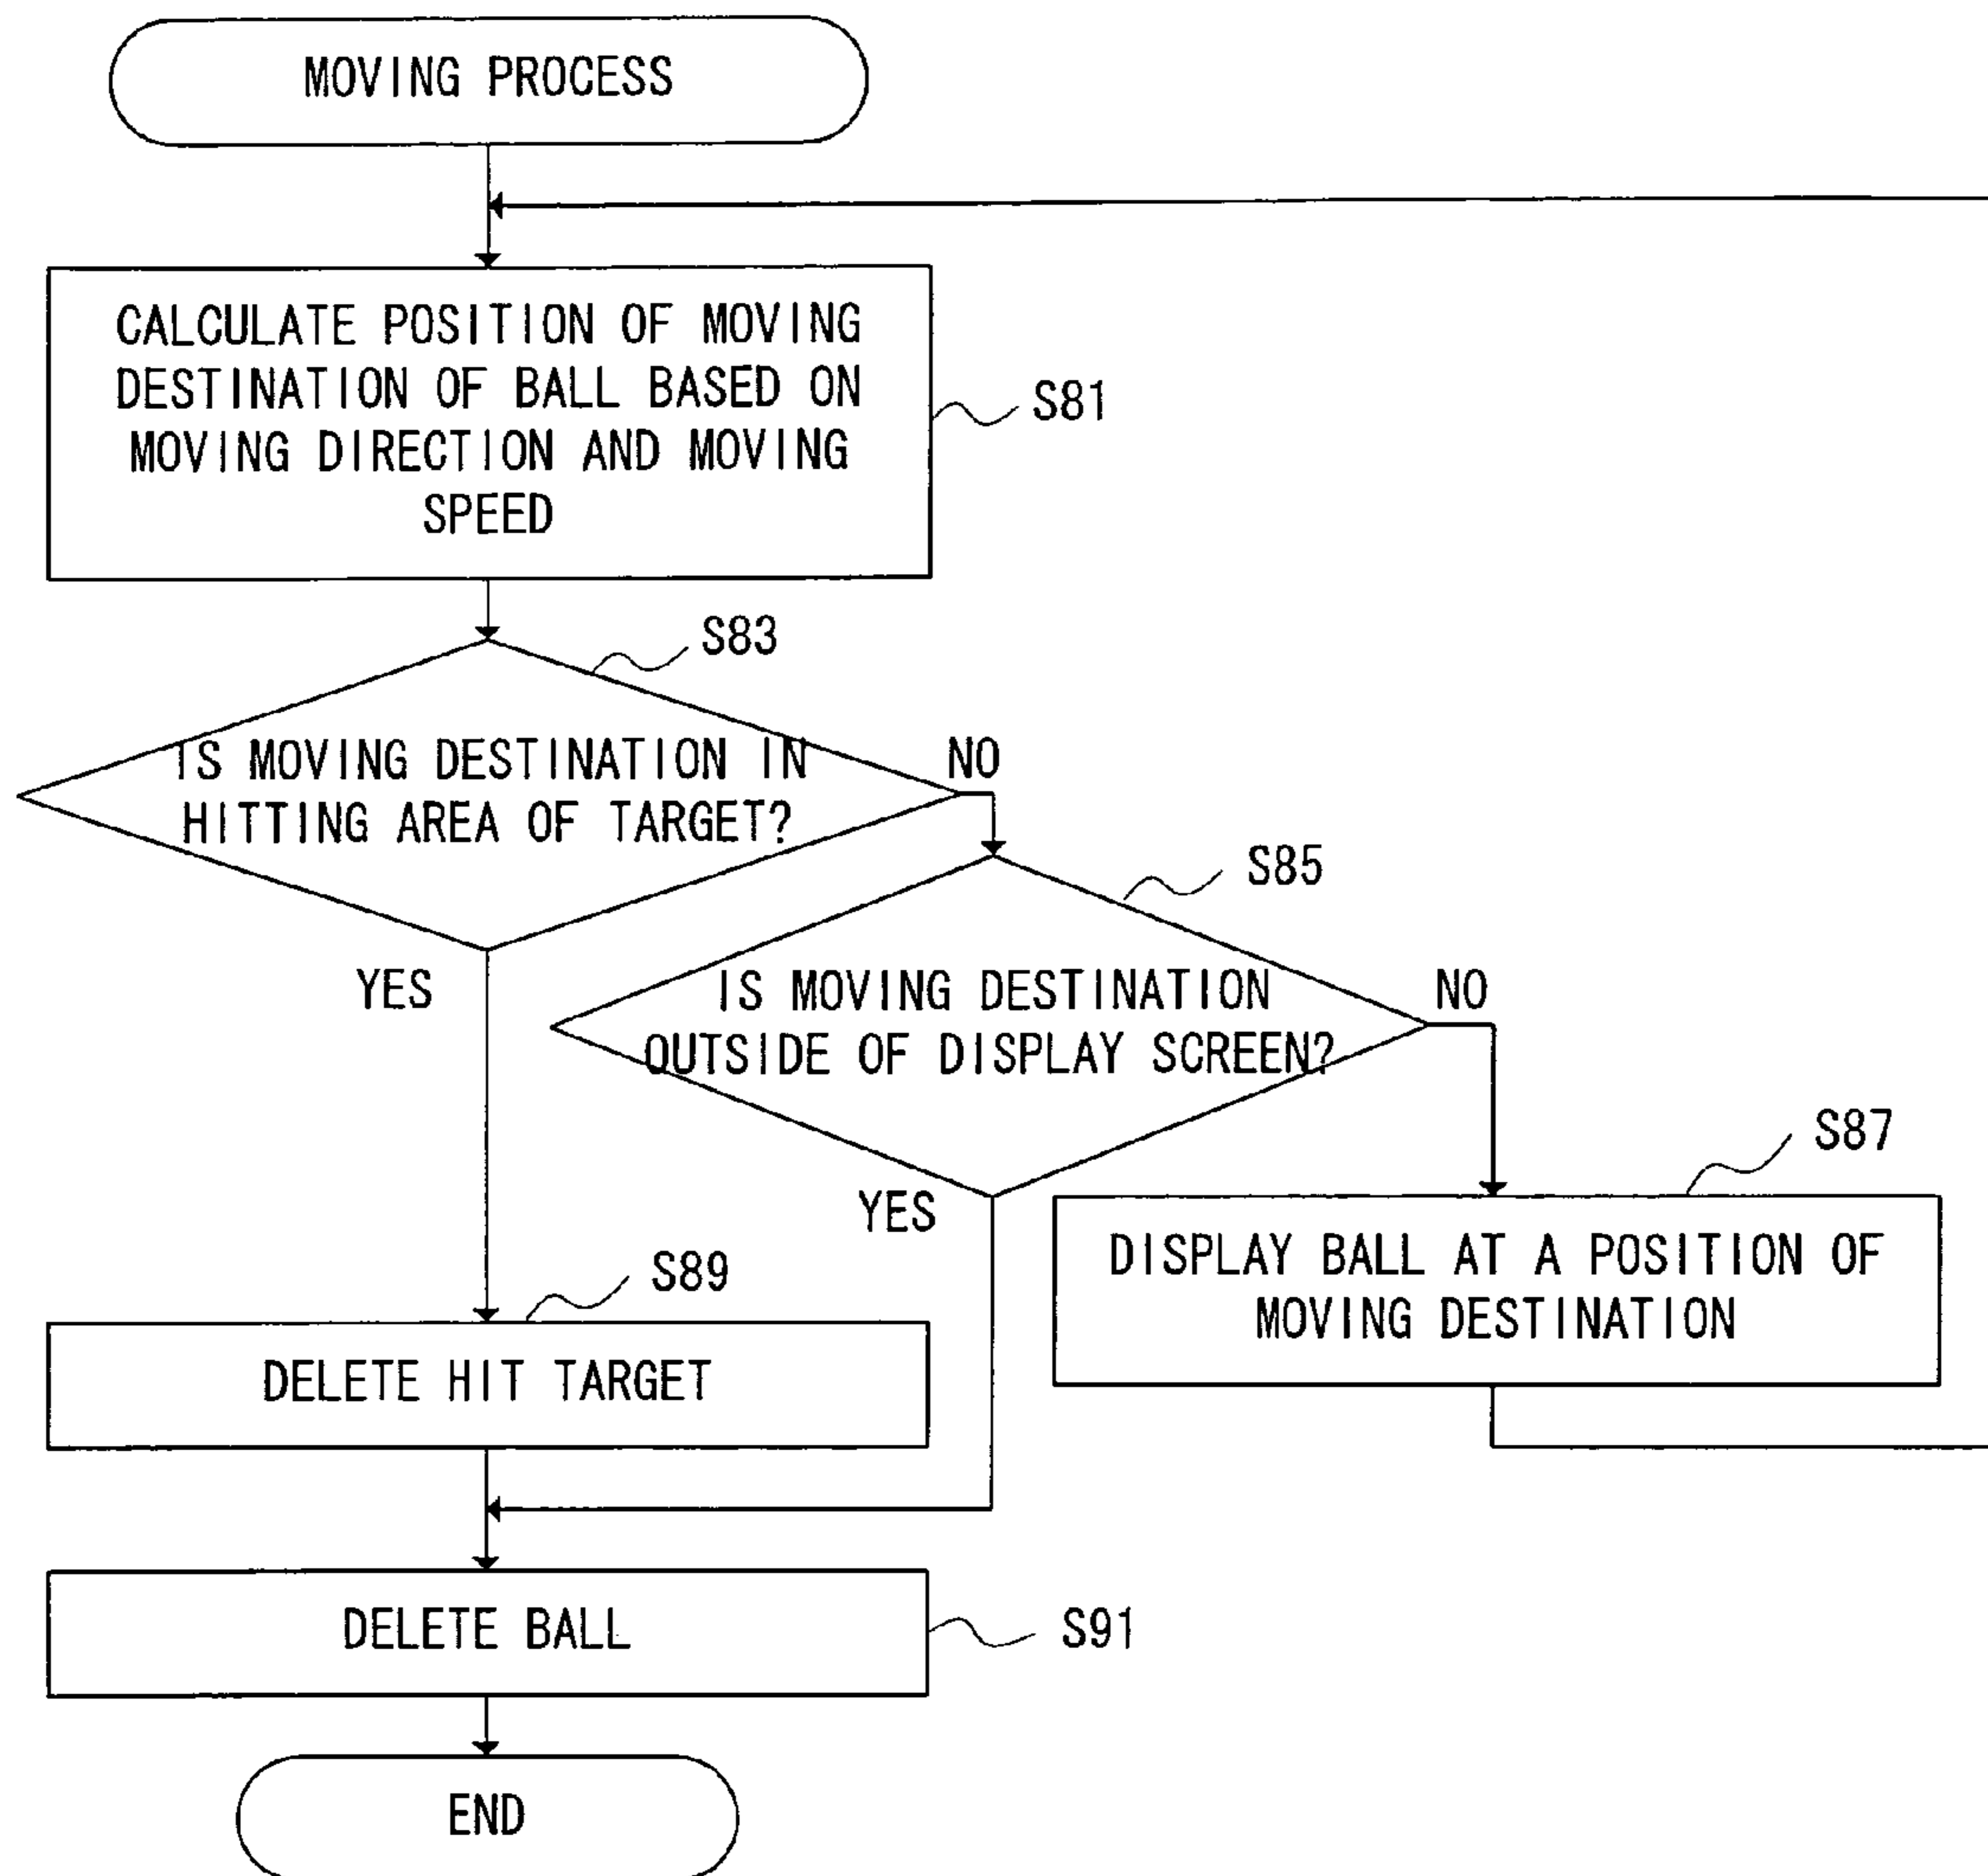 MOVING PROCESS
CALCULATE POSITION OF MOVING
DESTINATION OF BALL BASED ON
MOVING DIRECTION AND MOVING
SPEED
S81
S83
IS MOVING DESTINATION IN
HITTING AREA OF TARGET?
NO
YES
S85
IS MOVING DESTINATION
OUTSIDE OF DISPLAY SCREEN?
NO
YES
S87
DISPLAY BALL AT A POSITION OF
MOVING DESTINATION
S89
DELETE HIT TARGET
DELETE BALL
S91
END